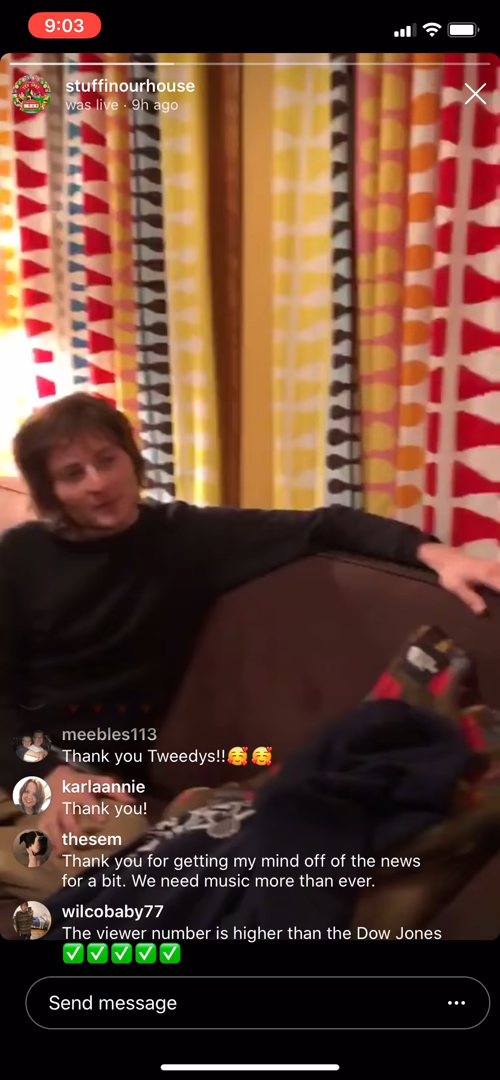 9:03
stuffinourhouse
was live · 9h ago
meebles113
Thank you Tweedys!!🥰🥰
karlaannie
Thank you!
thesem
Thank you for getting my mind off of the news
for a bit. We need music more than ever.
wilcobaby77
The viewer number is higher than the Dow Jones
✅✅✅✅✅
Send message